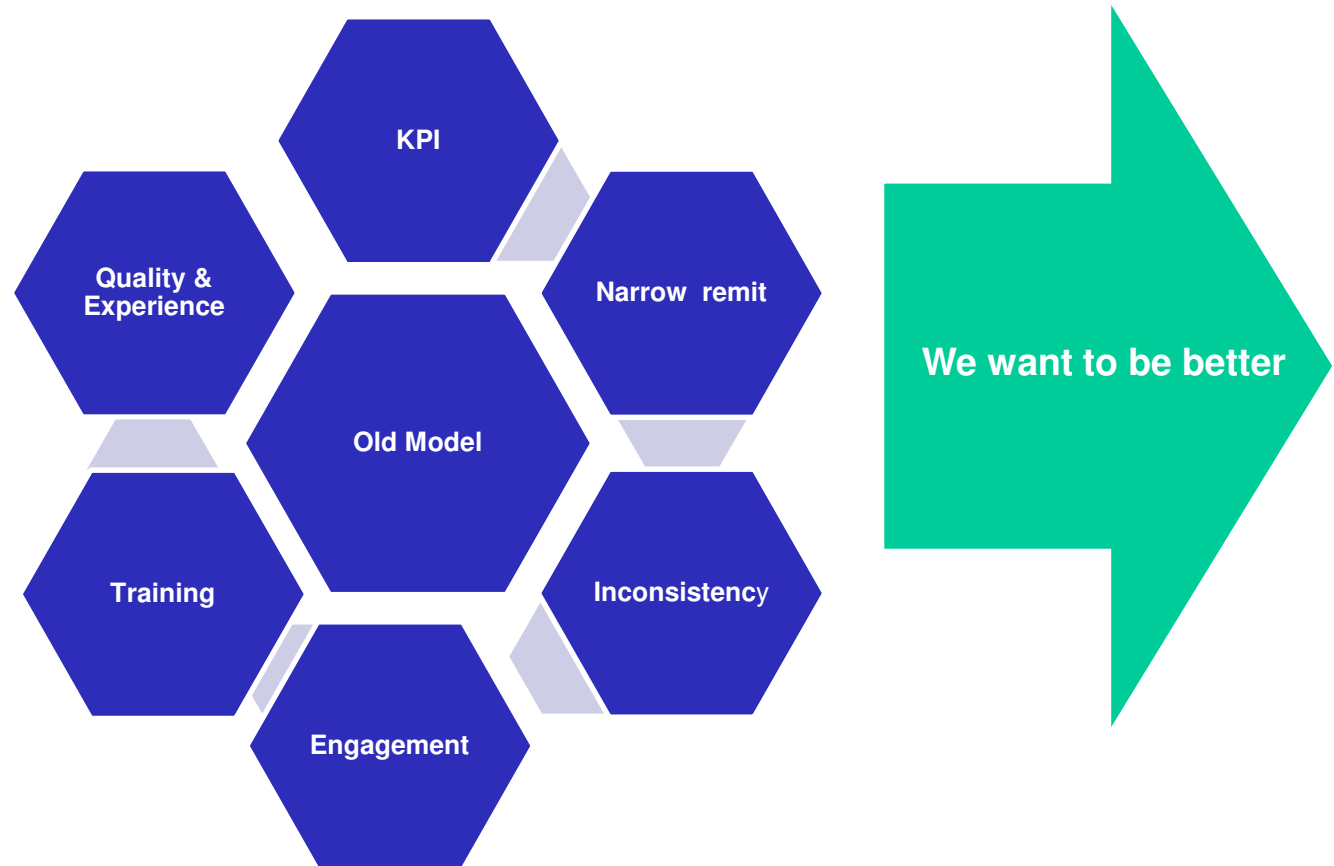 KPI
Quality &
Experience
Narrow remit
Old Model
We want to be better
Training
Inconsistency
Engagement